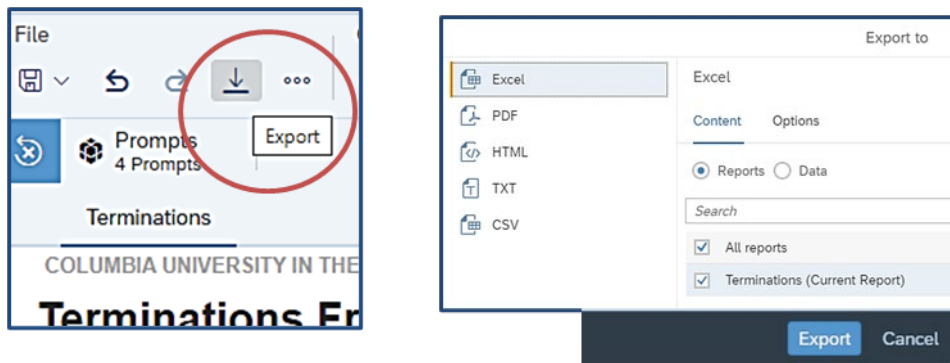 File
Export
Prompts
4 Prompts
Terminations
COLUMBIA UNIVERSITY IN THE
Terminations
Export to
Excel
PDF
HTML
TXT
CSV
Excel
Content Options
Reports Data
Search
All reports
Terminations (Current Report)
Export Cancel